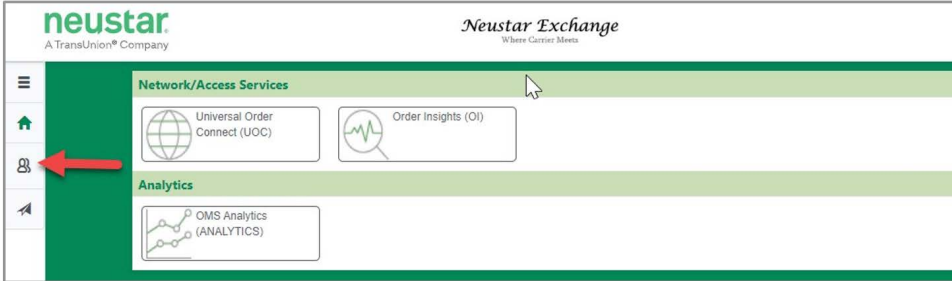 neustar®
A TransUnion® Company
Neustar Exchange
Where Carrier Meets
Network/Access Services
Universal Order
Connect (UOC)
Order Insights (OI)
Analytics
OMS Analytics
(ANALYTICS)